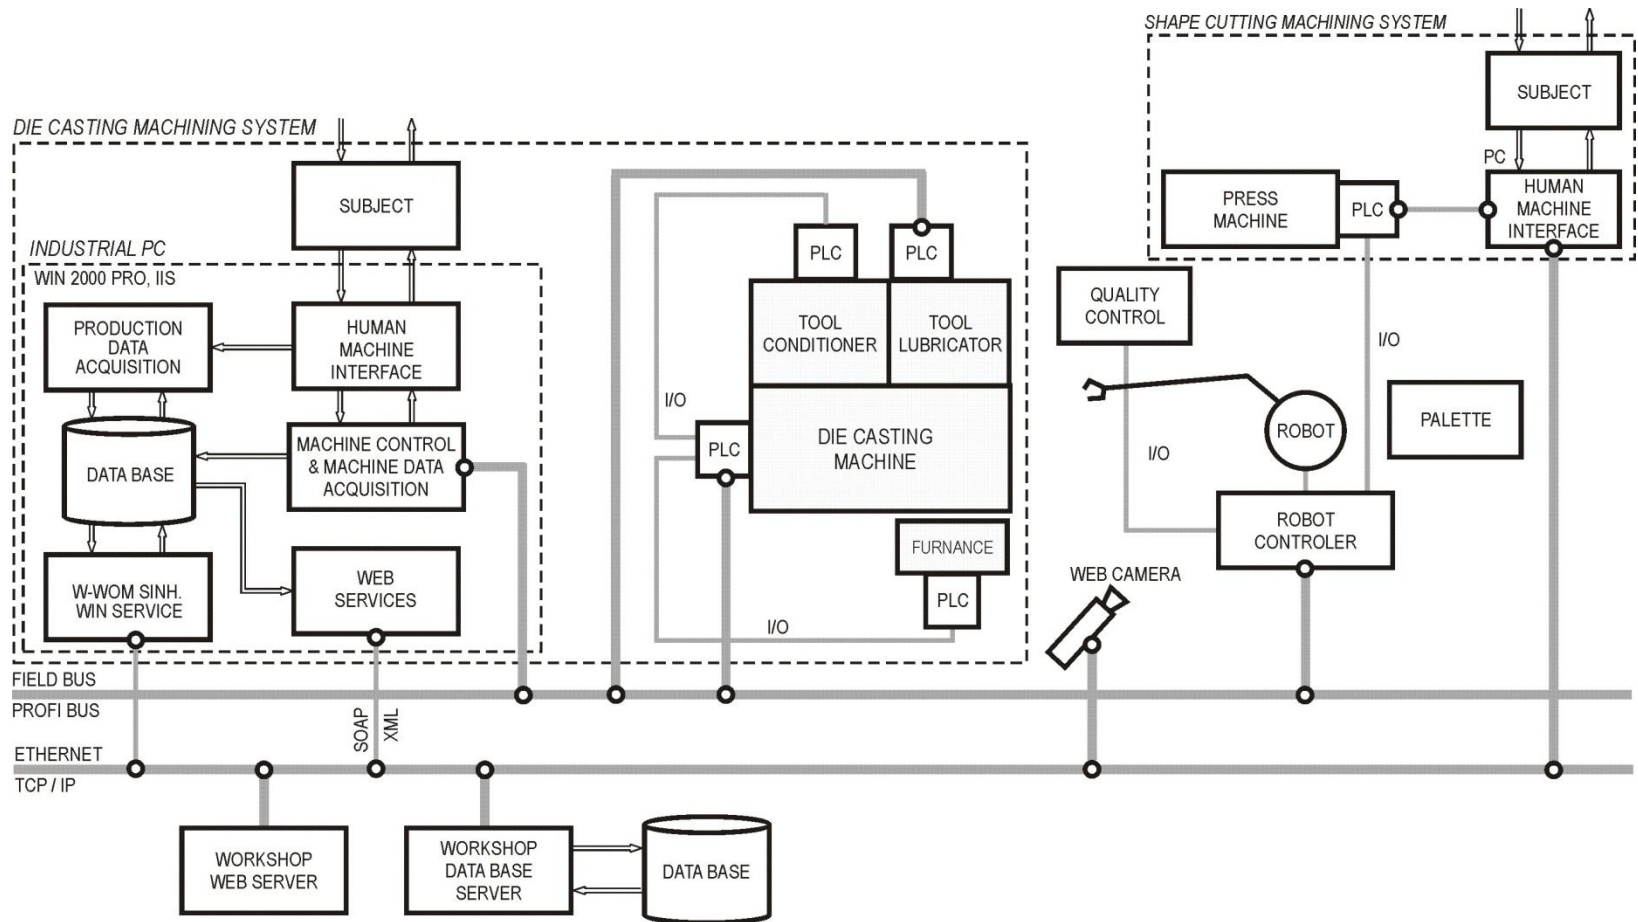 SHAPE CUTTING MACHINING SYSTEM
SUBJECT
PC
PRESS
MACHINE
PLC
HUMAN
MACHINE
INTERFACE
DIE CASTING MACHINING SYSTEM
SUBJECT
INDUSTRIAL PC
WIN 2000 PRO, IIS
PRODUCTION
DATA
ACQUISITION
HUMAN
MACHINE
INTERFACE
DATA BASE
MACHINE CONTROL
& MACHINE DATA
ACQUISITION
W-WOM SINH.
WIN SERVICE
WEB
SERVICES
PLC
PLC
TOOL
CONDITIONER
TOOL
LUBRICATOR
I/O
PLC
DIE CASTING
MACHINE
FURNANCE
PLC
I/O
QUALITY
CONTROL
I/O
I/O
ROBOT
PALETTE
ROBOT
CONTROLER
WEB CAMERA
FIELD BUS
PROFI BUS
SOAP
XML
ETHERNET
TCP / IP
WORKSHOP
WEB SERVER
WORKSHOP
DATA BASE
SERVER
DATA BASE